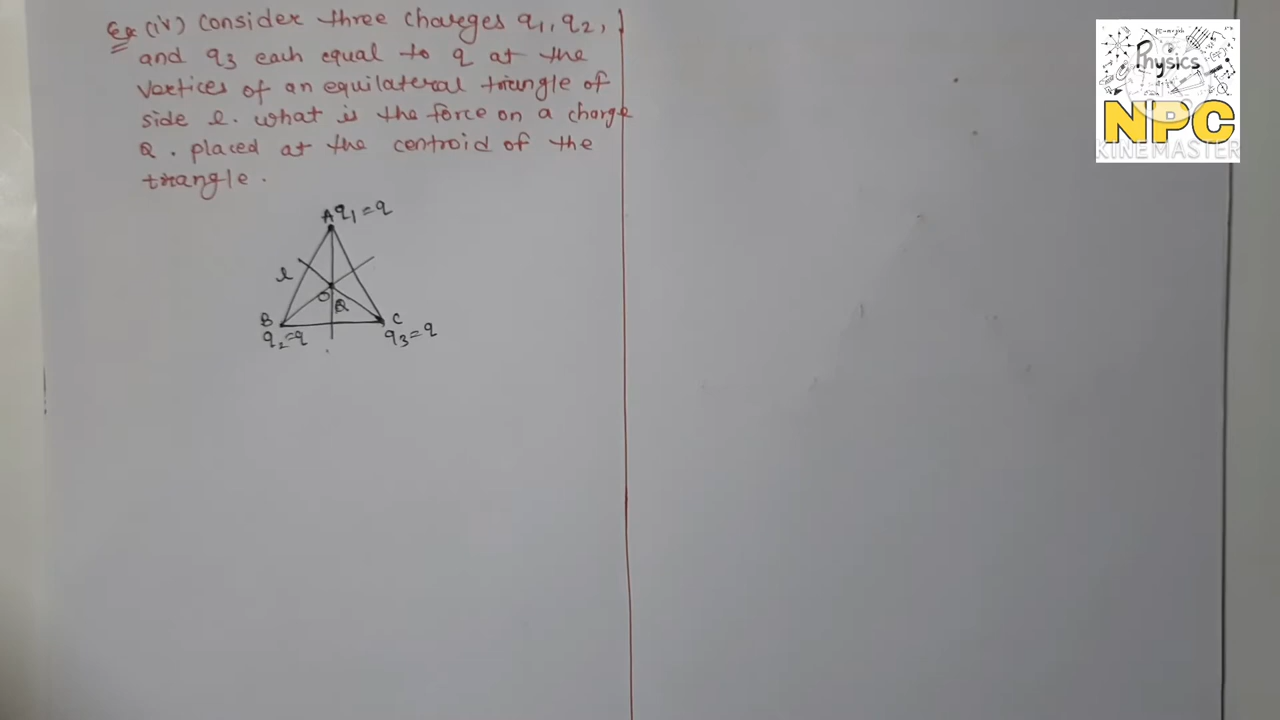 Ex (iv) Consider three charges q1, q2,
and q3 each equal to q at the
vertices of an equilateral triangle of
side l. what is the force on a charge
Q. placed at the centroid of the
triangle.
A q1 = q
l
O
Q
B
C
q2=q
q3=q
Physics
NPC
KINEMASTER